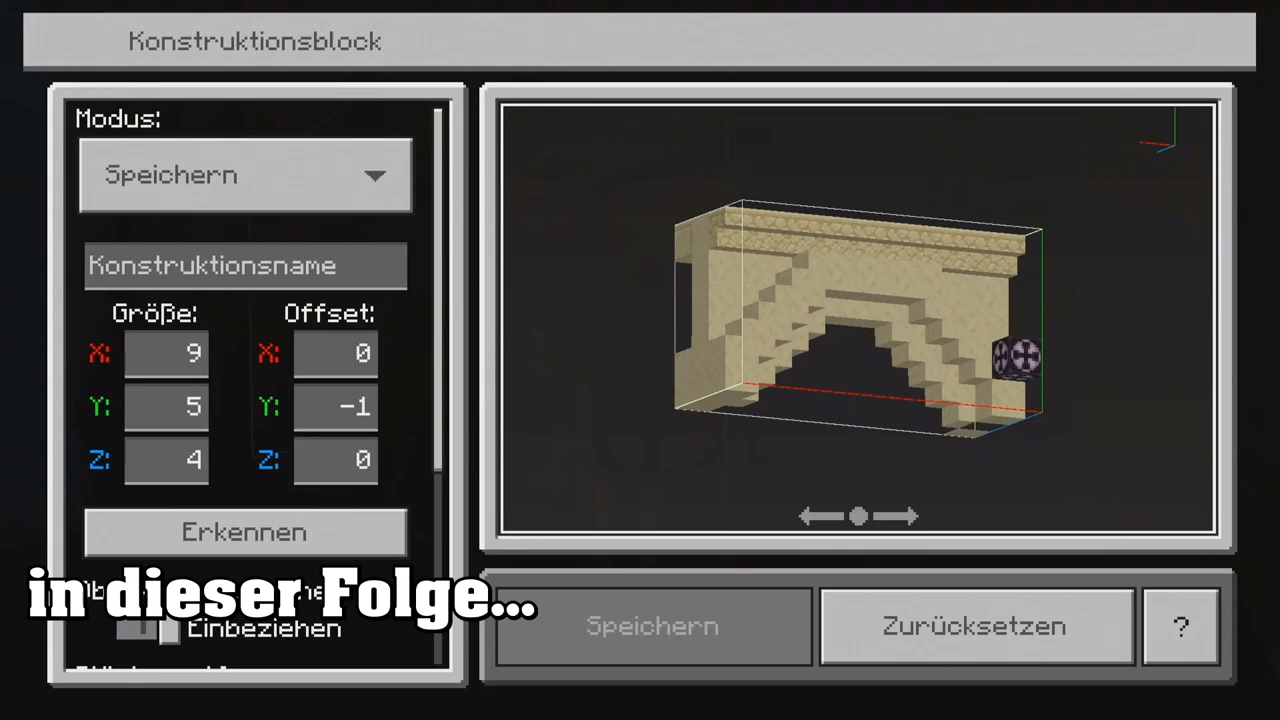 Konstruktionsblock
Modus:
Speichern
Konstruktionsname
Größe: Offset:
X: 9 X: 0
Y: 5 Y: -1
Z: 4 Z: 0
Erkennen
in dieser Folge...
Einbeziehen
Speichern
Zurücksetzen
?